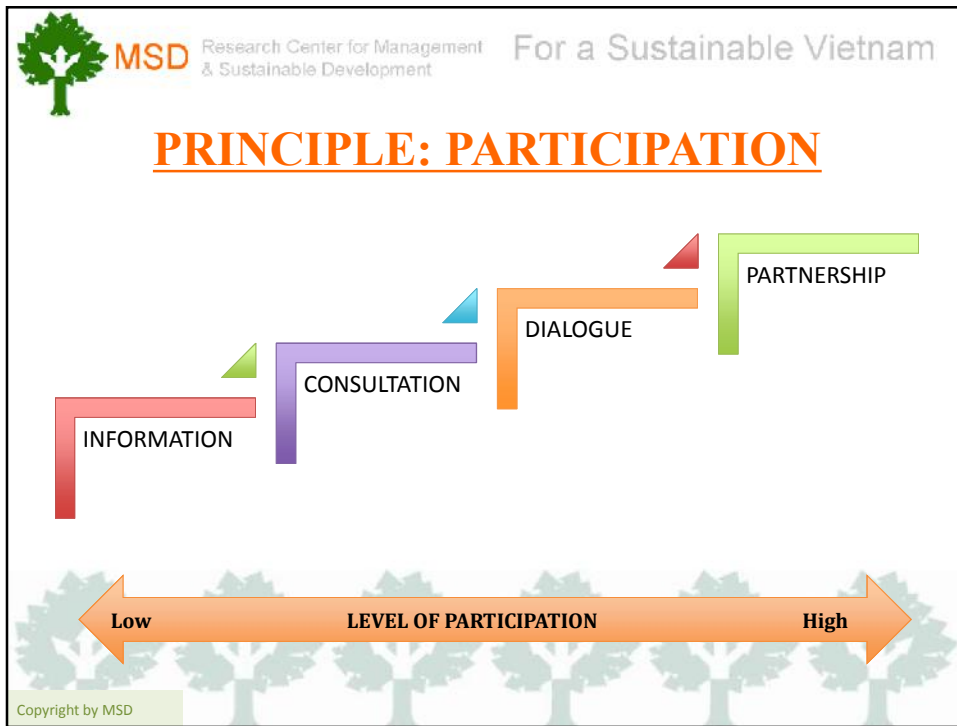 MSD
Research Center for Management
& Sustainable Development
For a Sustainable Vietnam
PRINCIPLE: PARTICIPATION
INFORMATION
CONSULTATION
DIALOGUE
PARTNERSHIP
Low LEVEL OF PARTICIPATION High
Copyright by MSD